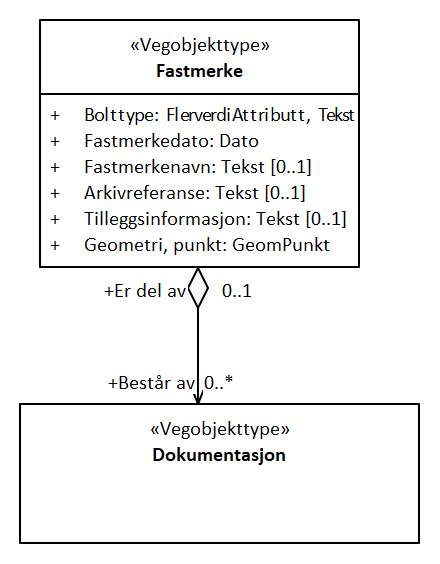 «Vegobjekttype»
Fastmerke
+ Bolttype: FlerverdiAttributt, Tekst
+ Fastmerkedato: Dato
+ Fastmerkenavn: Tekst [0..1]
+ Arkivreferanse: Tekst [0..1]
+ Tilleggsinformasjon: Tekst [0..1]
+ Geometri, punkt: GeomPunkt
+Er del av 0..1
+Består av 0..*
«Vegobjekttype»
Dokumentasjon